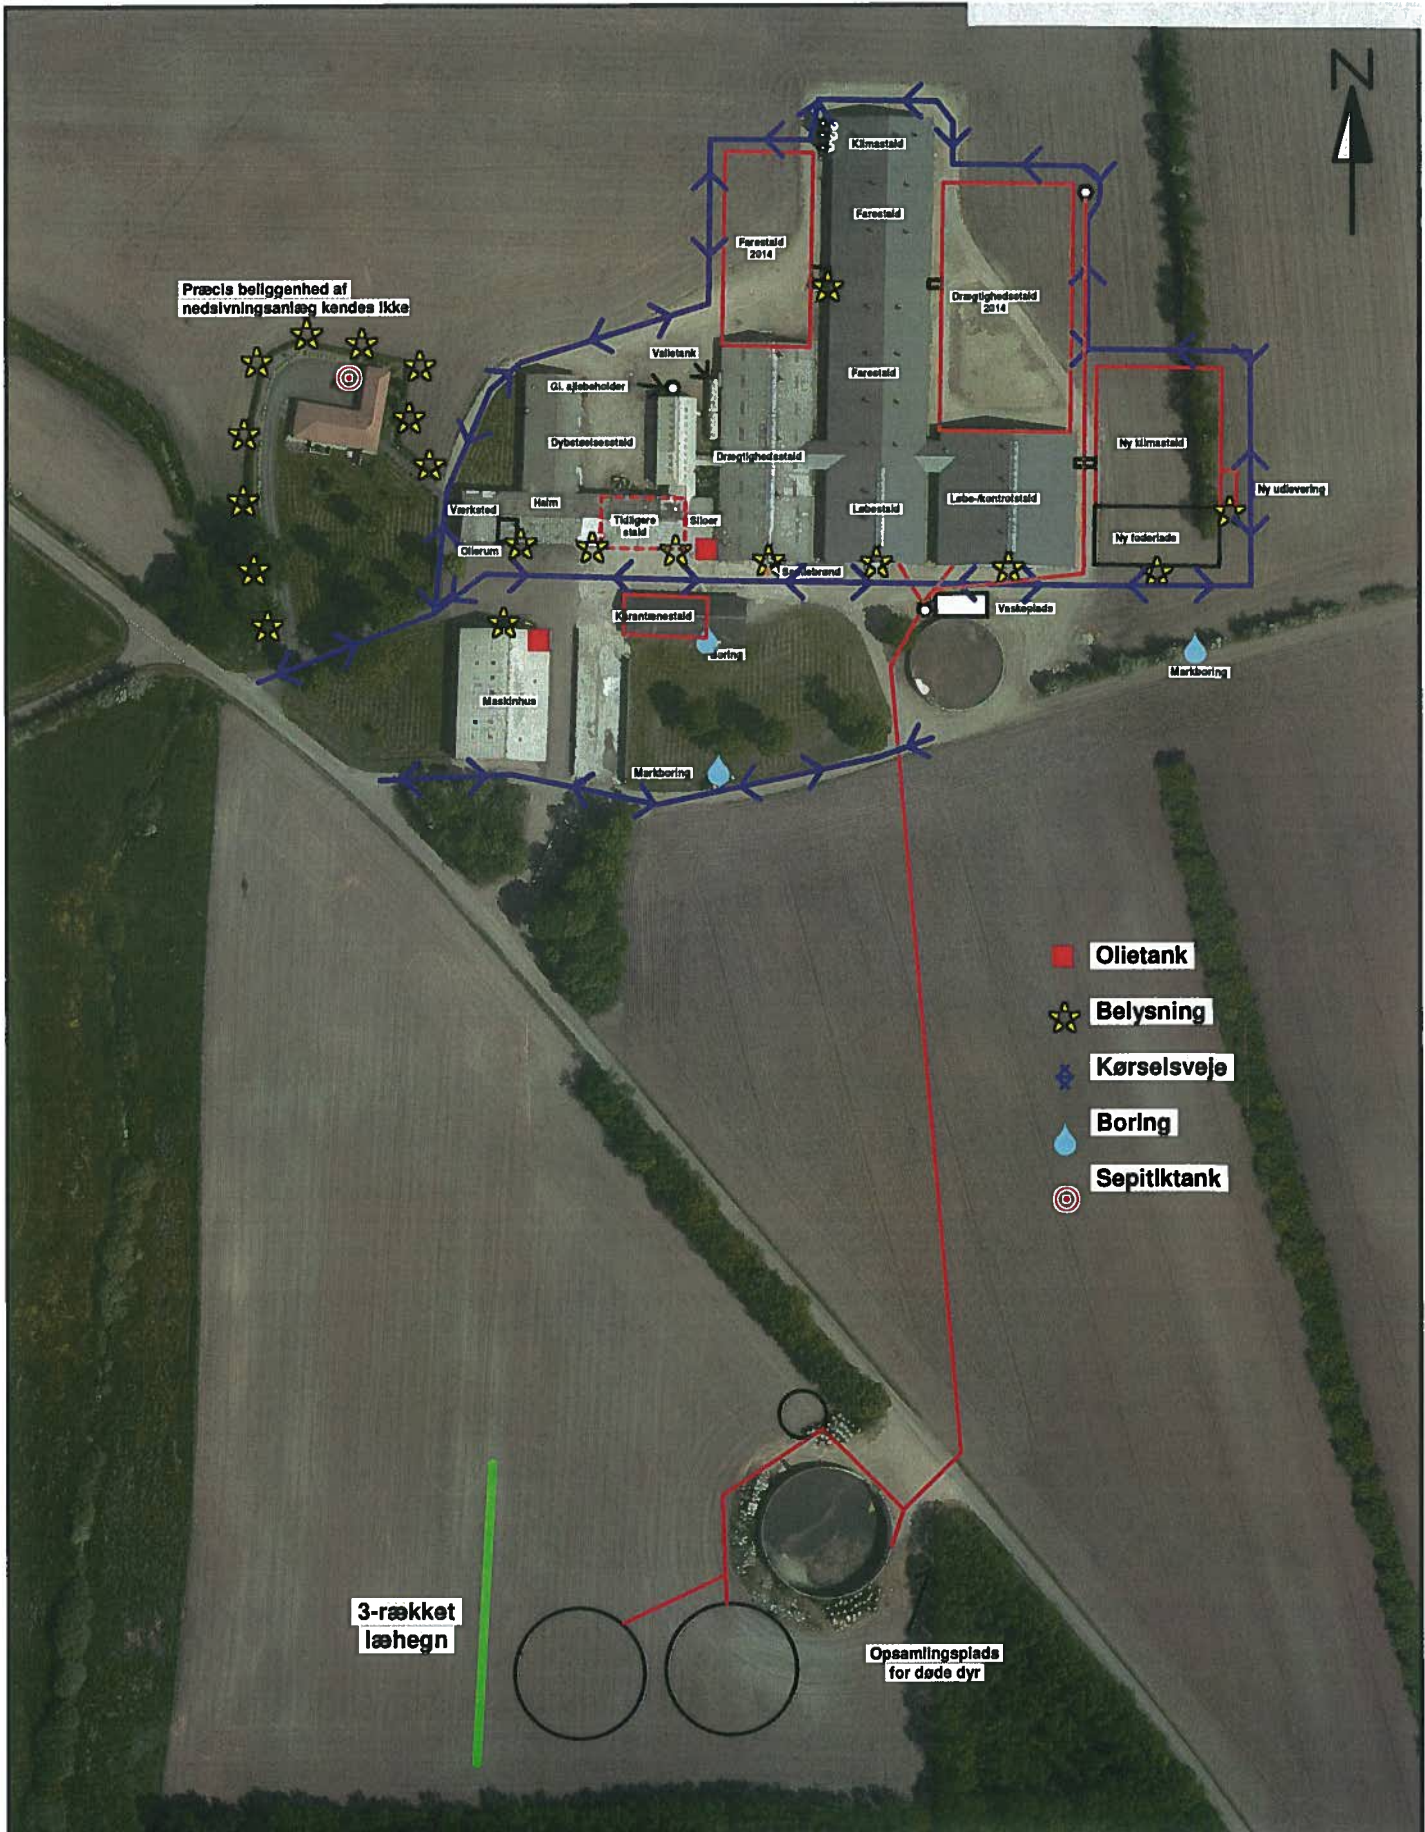 N
Klimastald
Farestald
Farestald
2014
Præcis beliggenhed af
nedsivningsanlæg kendes ikke
Drægtighedsstald
2014
Valletank
Farestald
Gl. ajlebeholder
Dybstrøelsesstald
Drægtighedsstald
Ny klimastald
Løbe-/kontrolstald
Ny udlevering
Værksted
Halm
Tidligere
stald
Siloer
Løbestald
Ny foderlade
Olierum
Karantænestald
Vaskeplads
Boring
Markboring
Maskinhus
Markboring
Olietank
Belysning
Kørselsveje
Boring
Sepitiktank
3-rækket
læhegn
Opsamlingsplads
for døde dyr